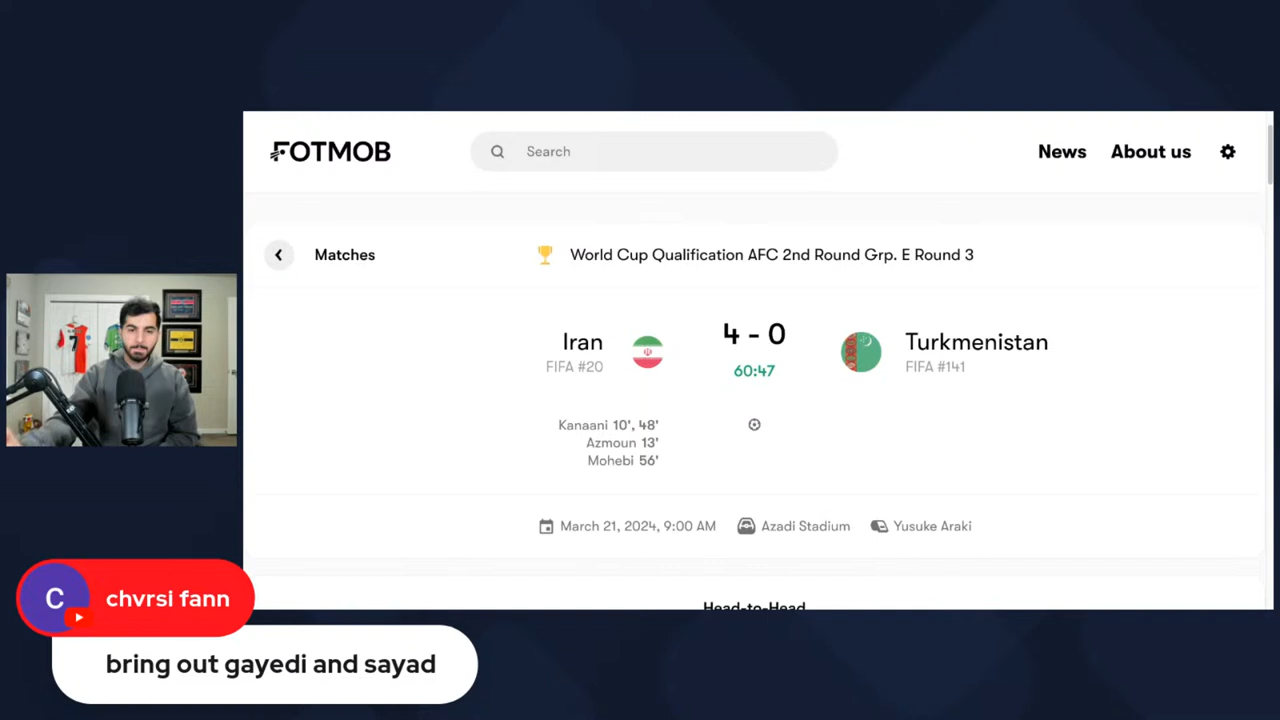 FOTMOB
Search
News
About us
Matches
World Cup Qualification AFC 2nd Round Grp. E Round 3
Iran
FIFA #20
4 - 0
60:47
Turkmenistan
FIFA #141
Kanaani 10', 48'
Azmoun 13'
Mohebi 56'
March 21, 2024, 9:00 AM
Azadi Stadium
Yusuke Araki
Head-to-Head
7
C
chvrsi fann
bring out gayedi and sayad